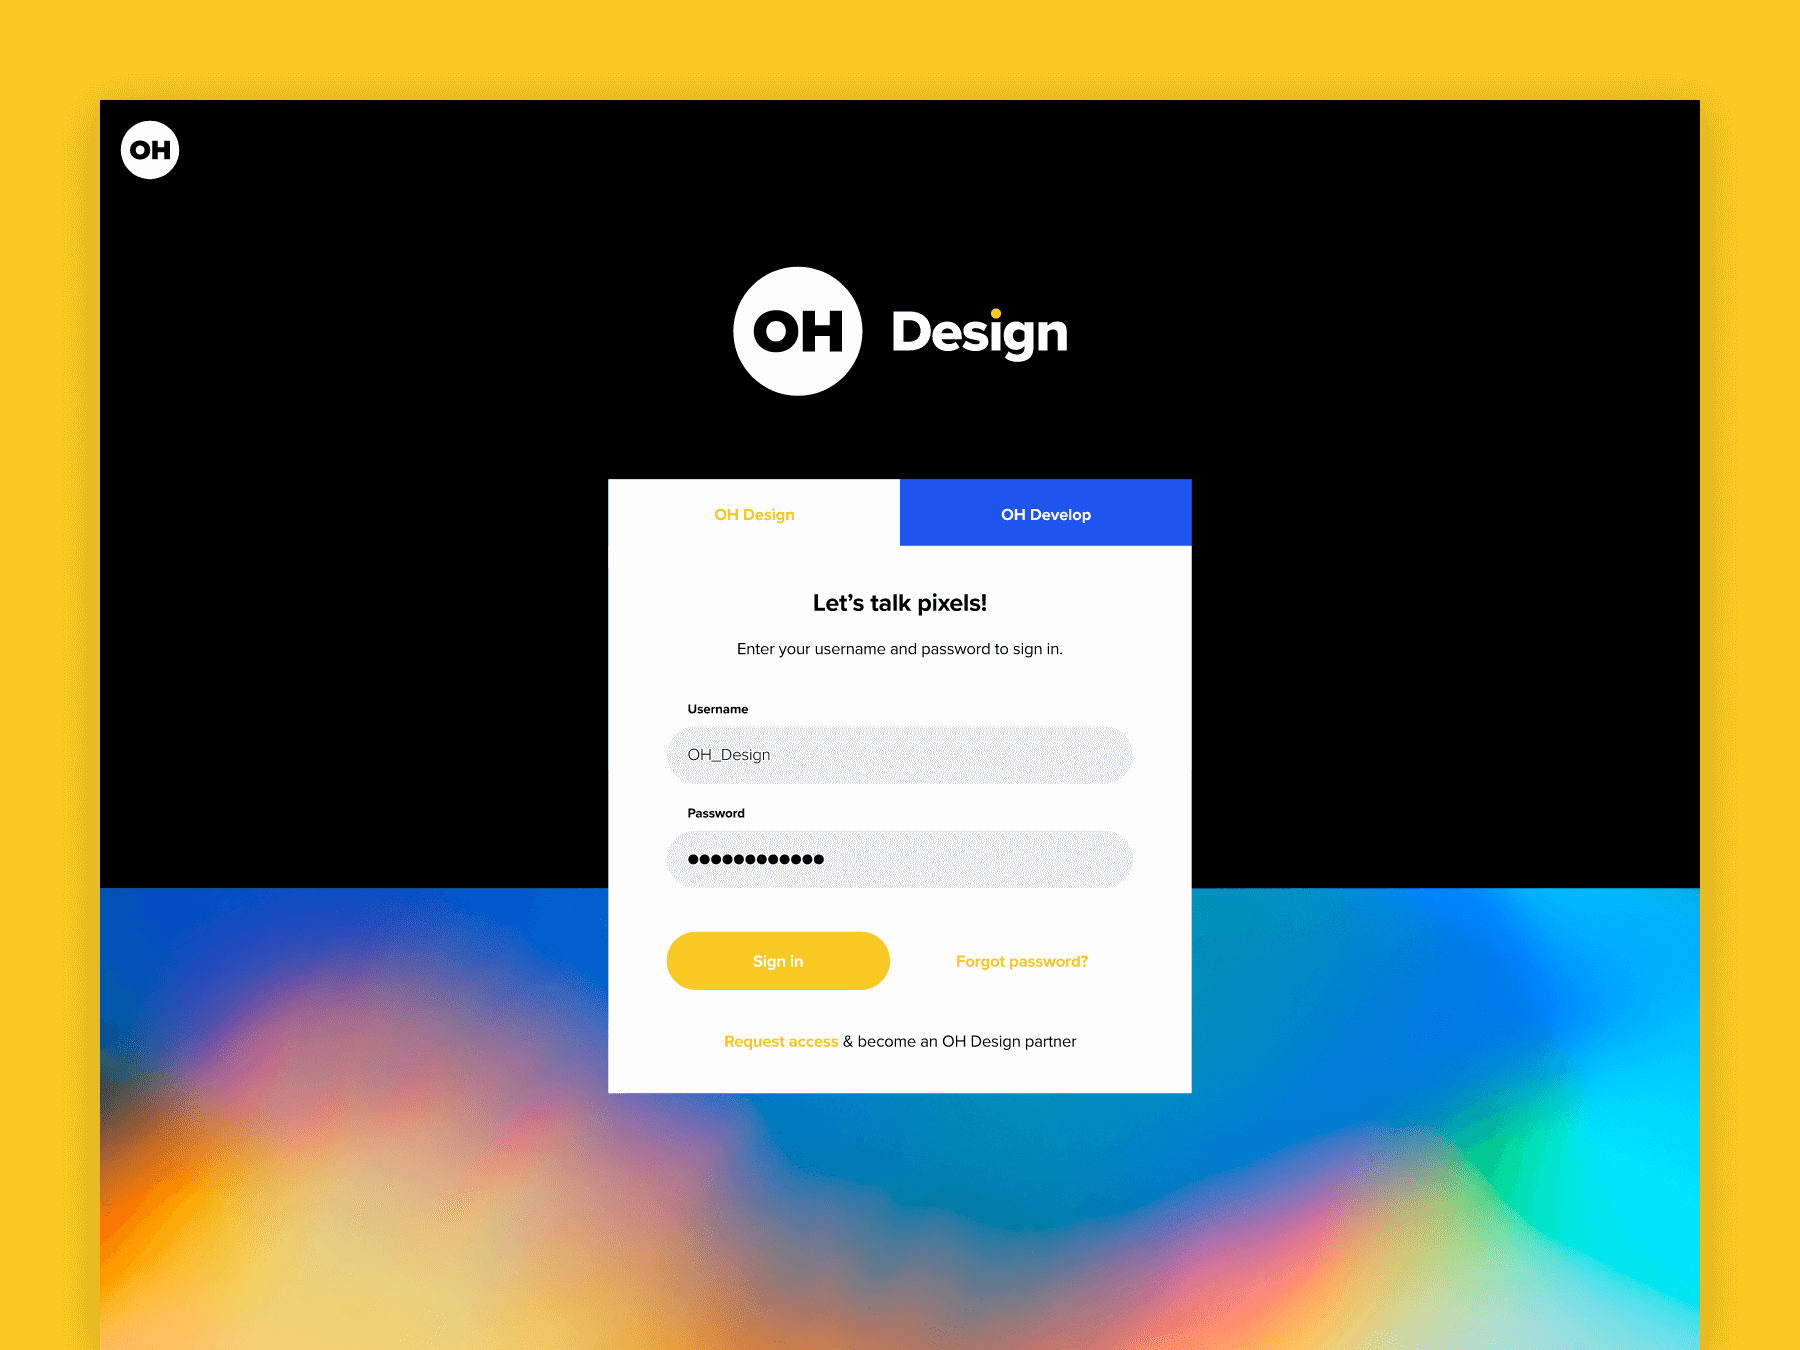 OH
OH Design
OH Design OH Develop
Let’s talk pixels!
Enter your username and password to sign in.
Username
OH_Design
Password
●●●●●●●●●●●●
Sign in Forgot password?
Request access & become an OH Design partner